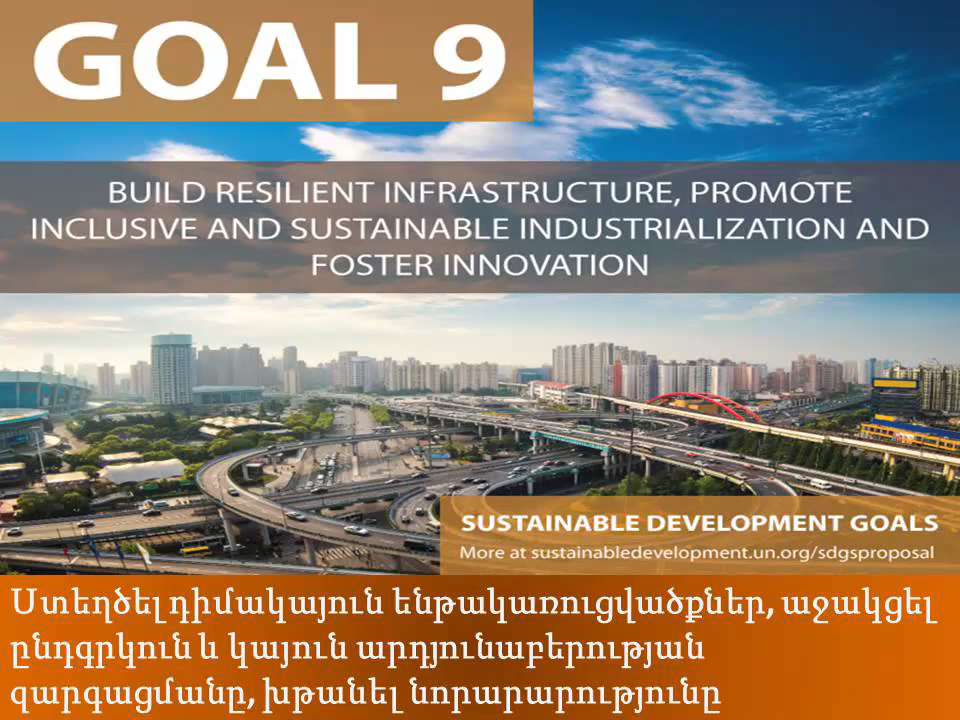 GOAL 9
BUILD RESILIENT INFRASTRUCTURE, PROMOTE
INCLUSIVE AND SUSTAINABLE INDUSTRIALIZATION AND
FOSTER INNOVATION
SUSTAINABLE DEVELOPMENT GOALS
More at sustainabledevelopment.un.org/sdgsproposal
Ստեղծել դիմակայուն ենթակառուցվածքներ, աջակցել
ընդգրկուն և կայուն արդյունաբերության
զարգացմանը, խթանել նորարարությունը